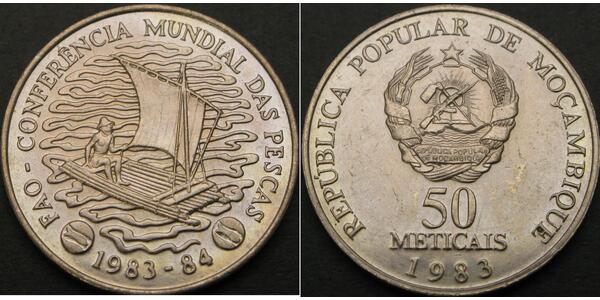 FAO - CONFERÊNCIA MUNDIAL DAS PESCAS
1983-84
REPÚBLICA POPULAR DE MOÇAMBIQUE
REPÚBLICA POPULAR
DE MOÇAMBIQUE
50
METICAIS
1983